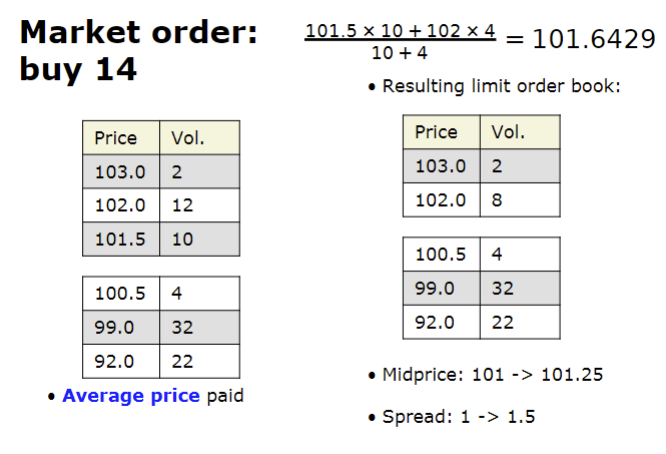 Market order:
buy 14
Price Vol.
103.0 2
102.0 12
101.5 10
100.5 4
99.0 32
92.0 22
• Average price paid
101.5 × 10 + 102 × 4
10 + 4
= 101.6429
• Resulting limit order book:
Price Vol.
103.0 2
102.0 8
100.5 4
99.0 32
92.0 22
• Midprice: 101 -> 101.25
• Spread: 1 -> 1.5